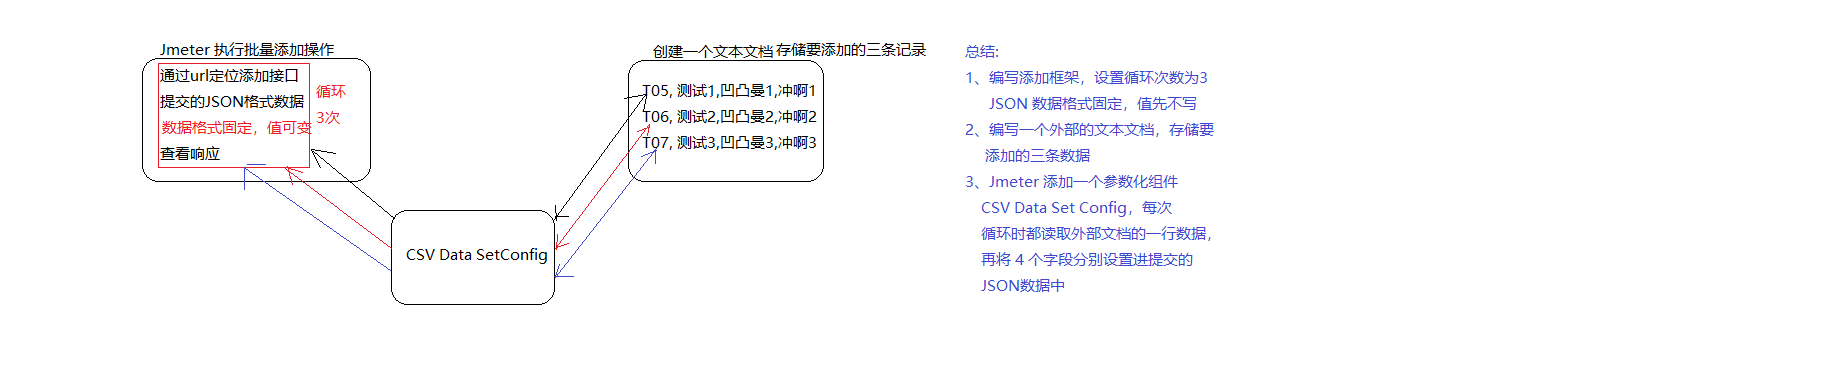 Jmeter 执行批量添加操作
通过url定位添加接口
提交的JSON格式数据
数据格式固定，值可变
查看响应
循环
3次
CSV Data SetConfig
创建一个文本文档 存储要添加的三条记录
T05, 测试1,凹凸曼1,冲啊1
T06, 测试2,凹凸曼2,冲啊2
T07, 测试3,凹凸曼3,冲啊3
总结:
1、编写添加框架，设置循环次数为3
JSON 数据格式固定，值先不写
2、编写一个外部的文本文档，存储要
添加的三条数据
3、Jmeter 添加一个参数化组件
CSV Data Set Config，每次
循环时都读取外部文档的一行数据，
再将 4 个字段分别设置进提交的
JSON数据中